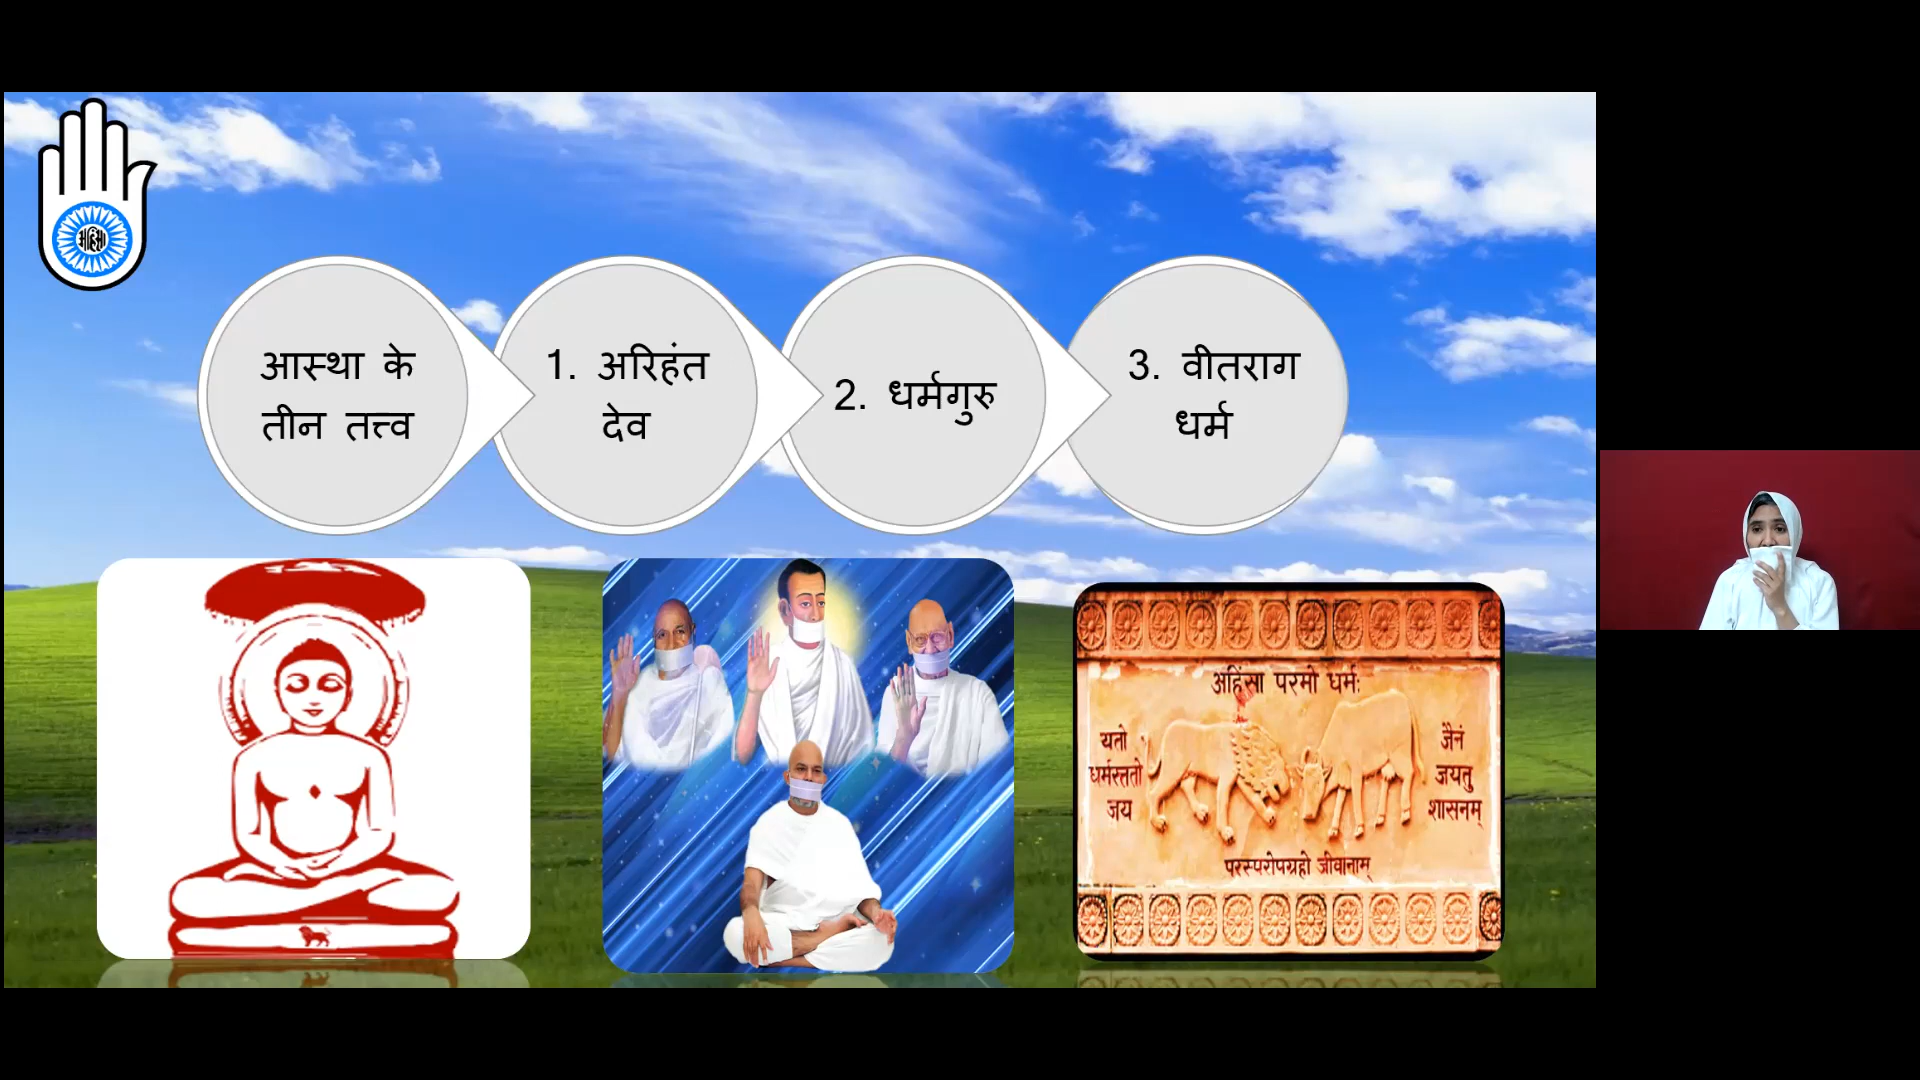 अहिंसा
आस्था के
तीन तत्त्व
1. अरिहंत
देव
2. धर्मगुरु
3. वीतराग
धर्म
अहिंसा परमो धर्मः
यतो
धर्मस्ततो
जय
जैनं
जयतु
शासनम्
परस्परोपग्रहो जीवानाम्